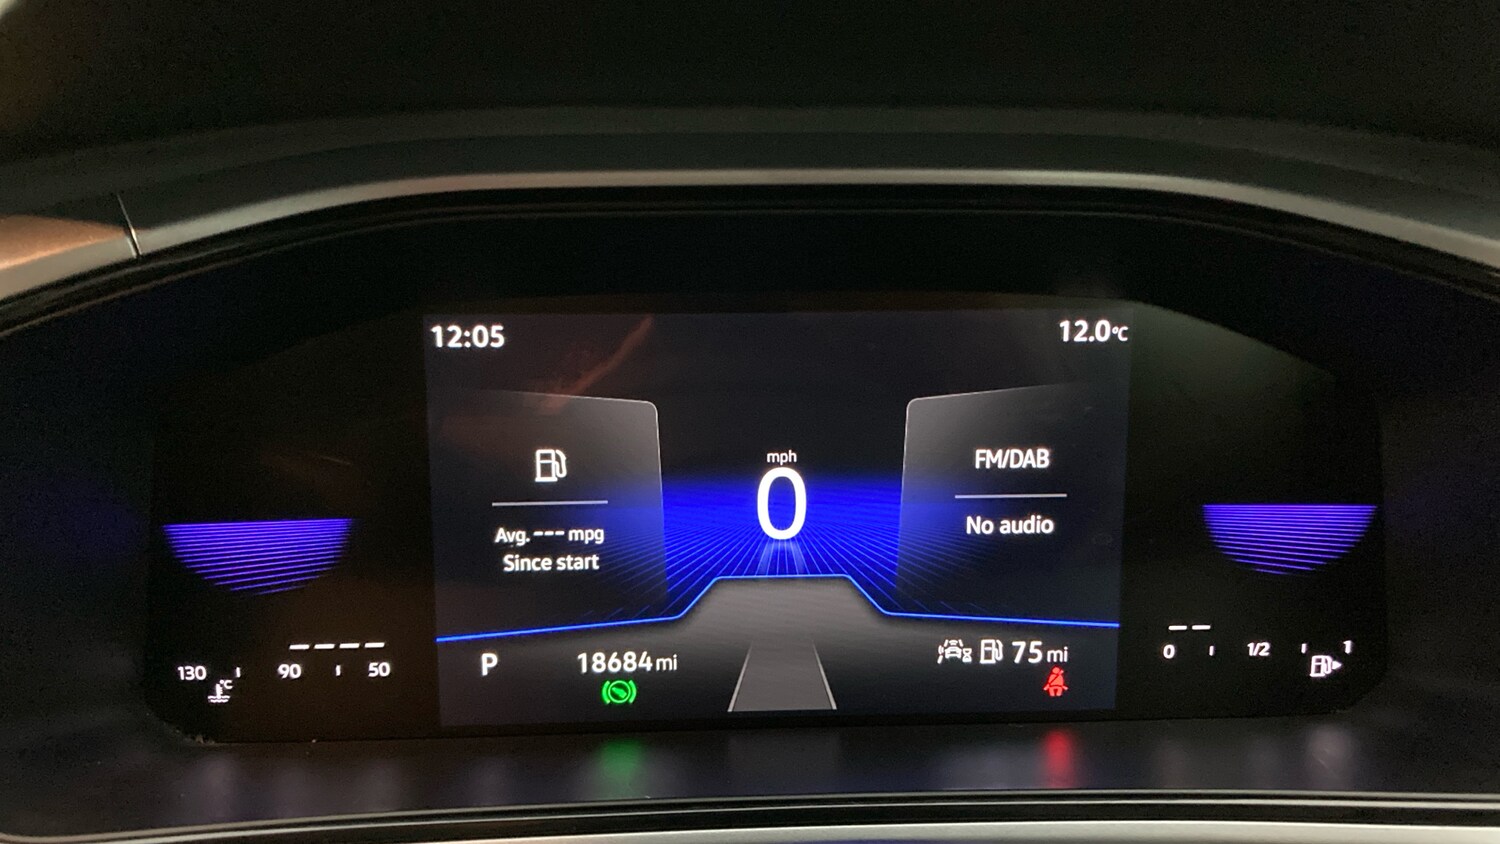 12:05
12.0°C
Avg. --- mpg
Since start
mph
0
FM/DAB
No audio
130 90 50
°C
P
18684 mi
75 mi
0 1/2 1